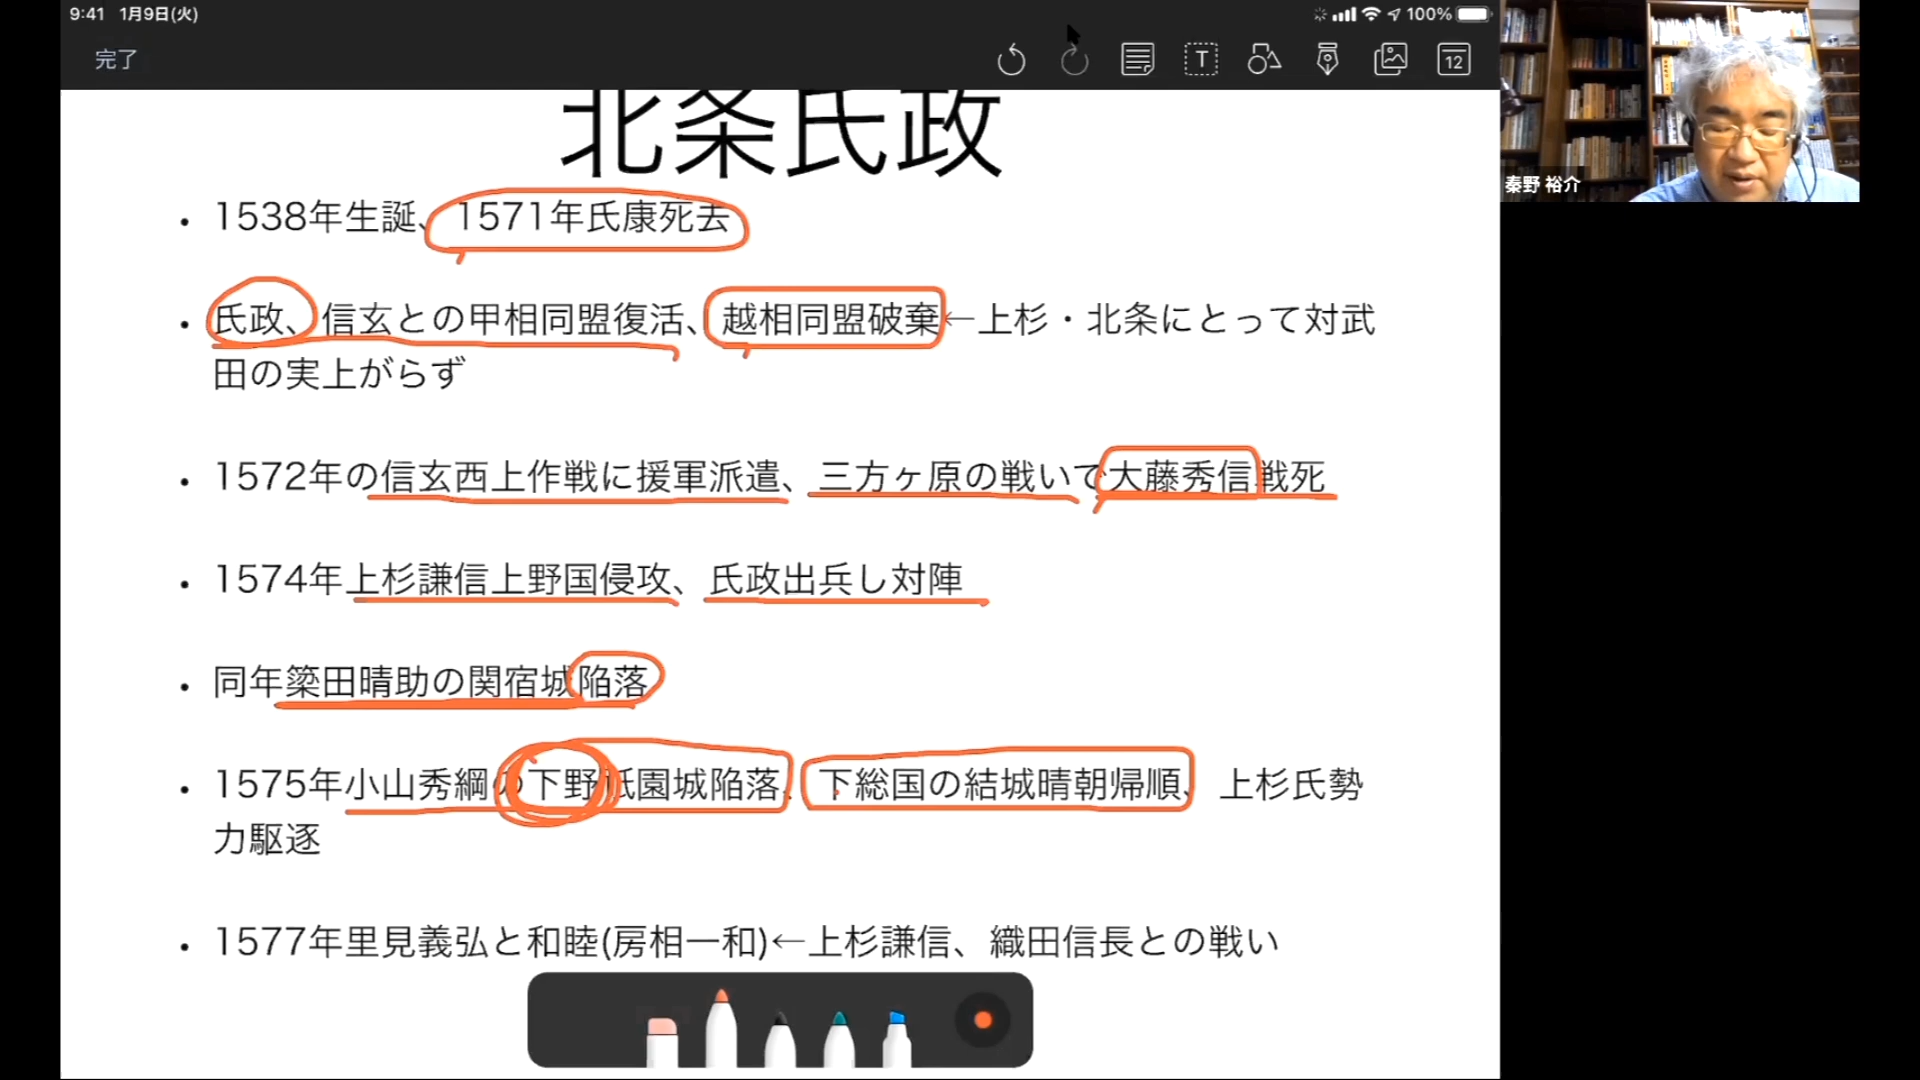 9:41 1月9日(火) 100%
完了 T 12
北条氏政
秦野 裕介
• 1538年生誕、1571年氏康死去
• 氏政、信玄との甲相同盟復活、越相同盟破棄←上杉・北条にとって対武
田の実上がらず
• 1572年の信玄西上作戦に援軍派遣、三方ヶ原の戦いで大藤秀信戦死
• 1574年上杉謙信上野国侵攻、氏政出兵し対陣
• 同年簗田晴助の関宿城陥落
• 1575年小山秀綱の下野祇園城陥落、下総国の結城晴朝帰順、上杉氏勢
力駆逐
• 1577年里見義弘と和睦(房相一和)←上杉謙信、織田信長との戦い